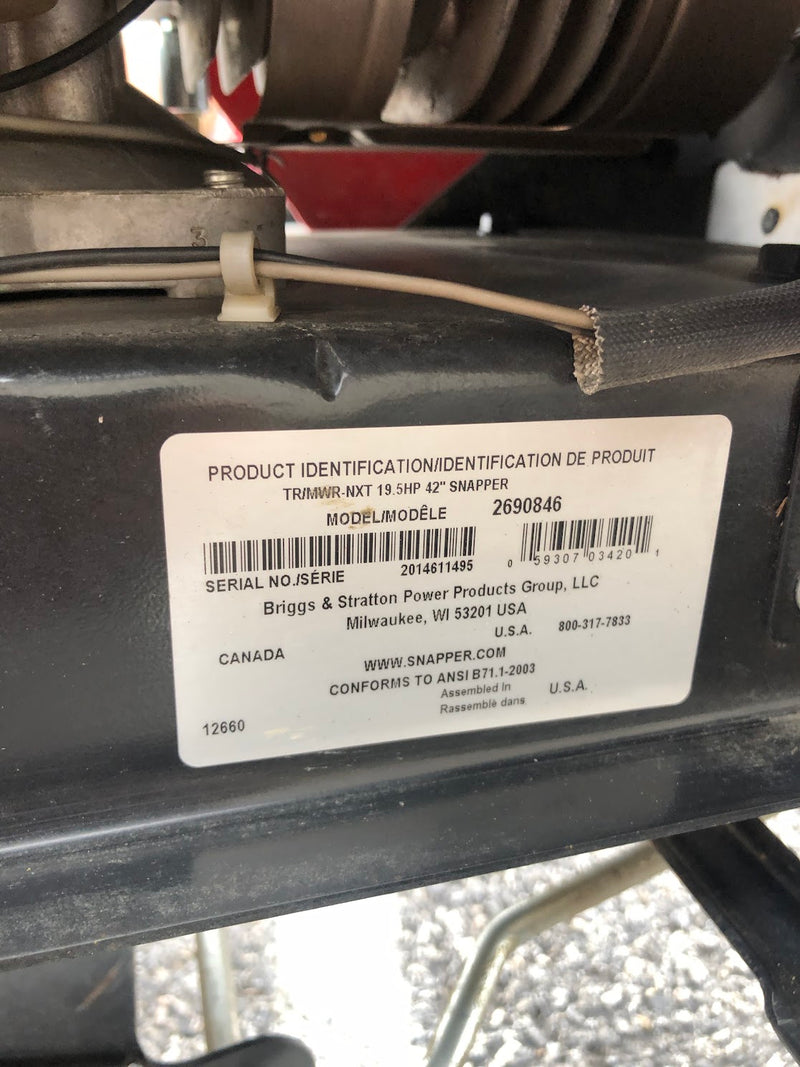 3
PRODUCT IDENTIFICATION/IDENTIFICATION DE PRODUIT
TR/MWR-NXT 19.5HP 42" SNAPPER
MODEL/MODÊLE 2690846
SERIAL NO./SÉRIE 2014611495 0 59307 03420 1
Briggs & Stratton Power Products Group, LLC
Milwaukee, WI 53201 USA
U.S.A. 800-317-7833
CANADA WWW.SNAPPER.COM
CONFORMS TO ANSI B71.1-2003
Assembled in U.S.A.
Rassemblè dans
12660